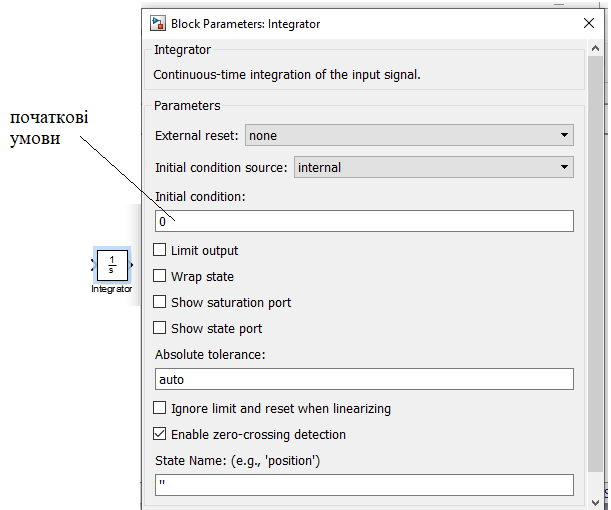 Block Parameters: Integrator
Integrator
Continuous-time integration of the input signal.
початкові
умови
Parameters
External reset: none
Initial condition source: internal
Initial condition:
0
Limit output
Wrap state
Show saturation port
Show state port
Absolute tolerance:
auto
Ignore limit and reset when linearizing
Enable zero-crossing detection
State Name: (e.g., 'position')
''
1
s
Integrator